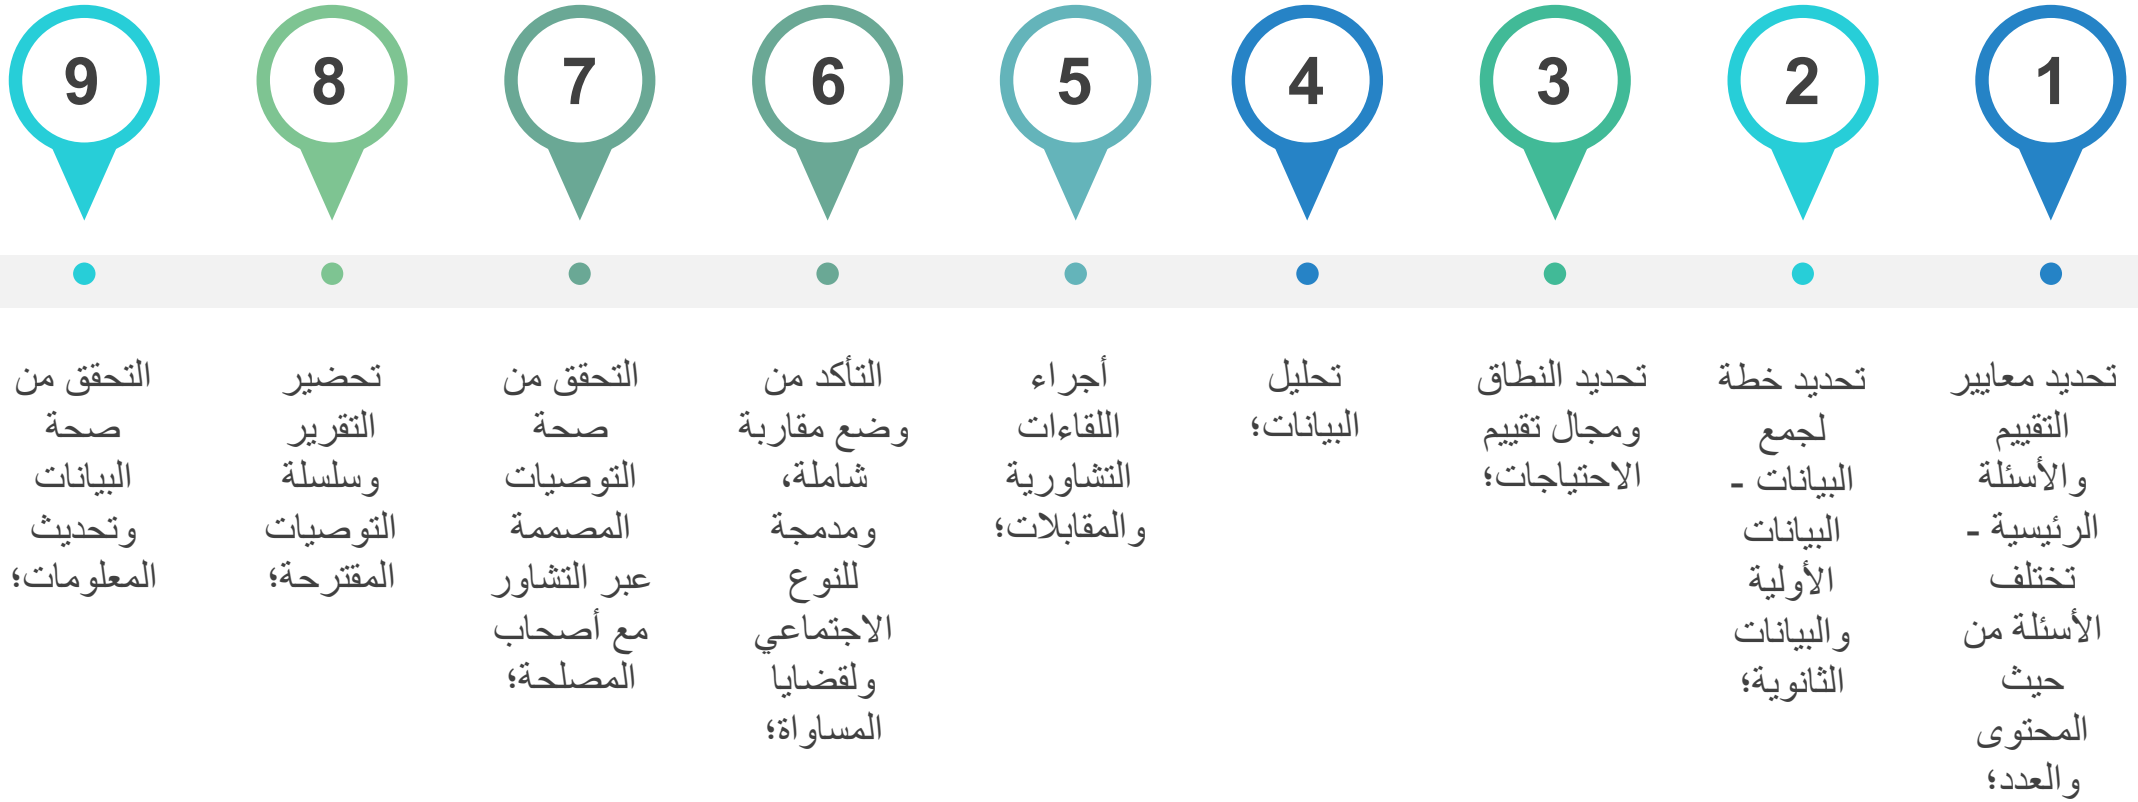 1
تحديد معايير
التقييم
والأسئلة
الرئيسية -
تختلف
الأسئلة من
حيث
المحتوى
والعدد؛
2
تحديد خطة
لجمع
البيانات -
البيانات
الأولية
والبيانات
الثانوية؛
3
تحديد النطاق
ومجال تقييم
الاحتياجات؛
4
تحليل
البيانات؛
5
أجراء
اللقاءات
التشاورية
والمقابلات؛
6
التأكد من
وضع مقاربة
شاملة،
ومدمجة
للنوع
الاجتماعي
ولقضايا
المساواة؛
7
التحقق من
صحة
التوصيات
المصممة
عبر التشاور
مع أصحاب
المصلحة؛
8
تحضير
التقرير
وسلسلة
التوصيات
المقترحة؛
9
التحقق من
صحة
البيانات
وتحديث
المعلومات؛